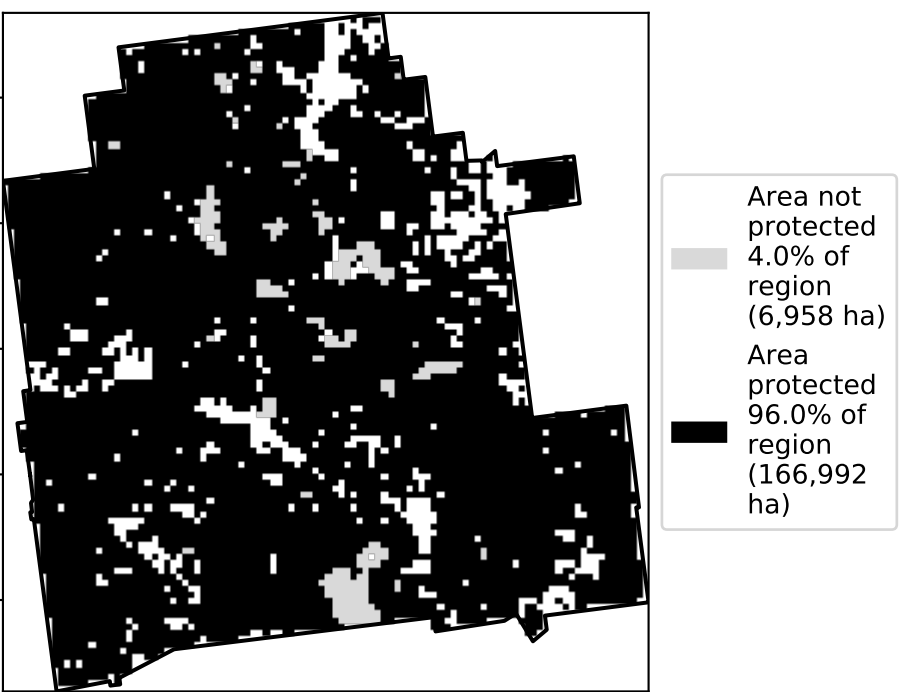 Area not
protected
4.0% of
region
(6,958 ha)
Area
protected
96.0% of
region
(166,992
ha)